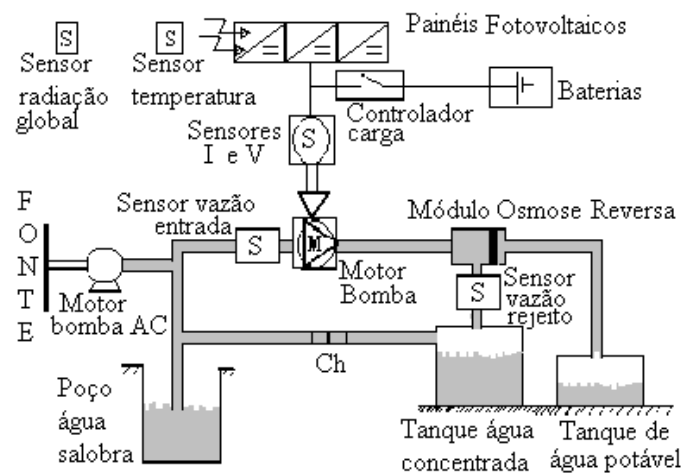 S
Sensor
radiação
global
S
Sensor
temperatura
Painéis Fotovoltaicos
Controlador
carga
Baterias
Sensores
I e V
S
F
O
N
T
E
Motor
bomba AC
Sensor vazão
entrada
S
M
Motor
Bomba
Módulo Osmose Reversa
S
Sensor
vazão
rejeito
Ch
Poço
água
salobra
Tanque água
concentrada
Tanque de
água potável